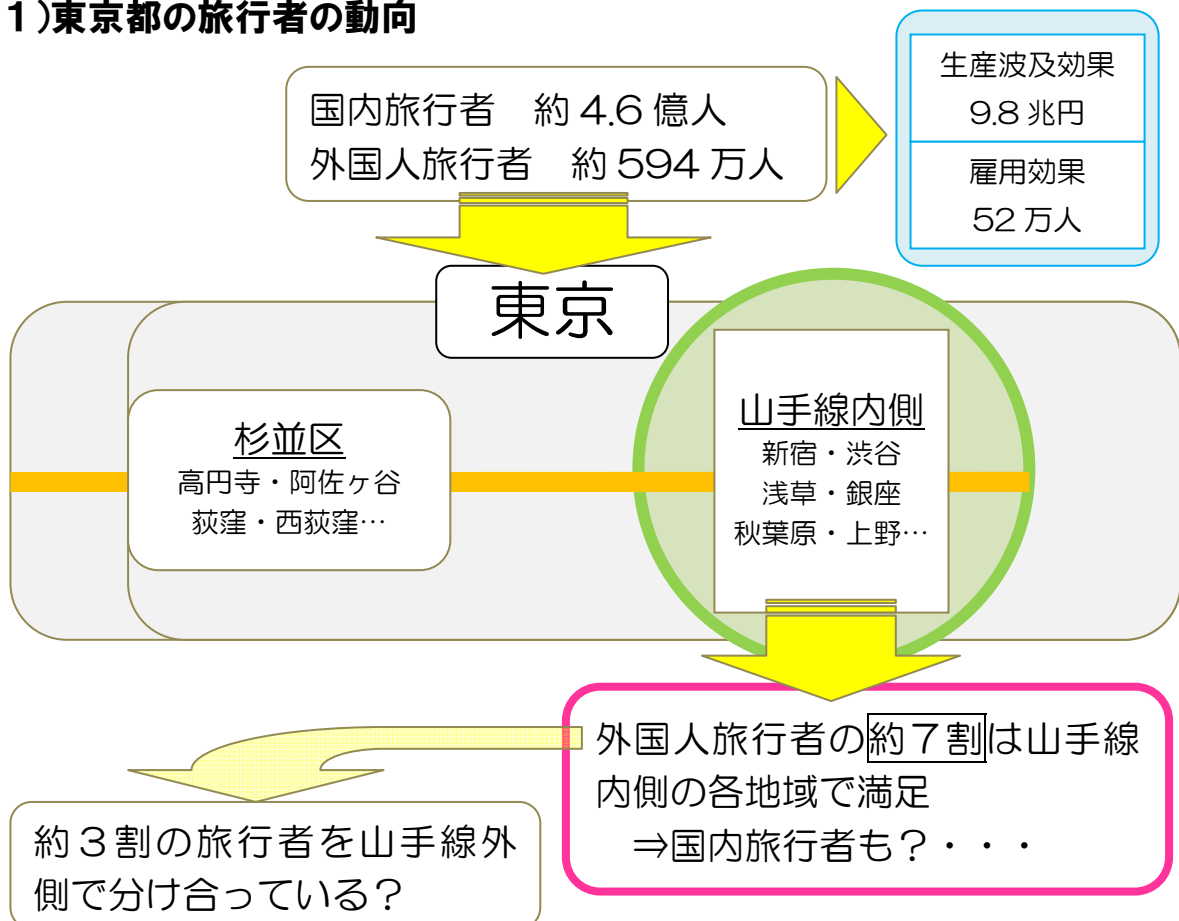 １)東京都の旅行者の動向
国内旅行者　約 4.6 億人
外国人旅行者　約 594 万人
生産波及効果
9.8 兆円
雇用効果
52 万人
東京
杉並区
高円寺・阿佐ヶ谷
荻窪・西荻窪…
山手線内側
新宿・渋谷
浅草・銀座
秋葉原・上野…
外国人旅行者の約７割は山手線
内側の各地域で満足
⇒国内旅行者も？・・・
約３割の旅行者を山手線外
側で分け合っている？